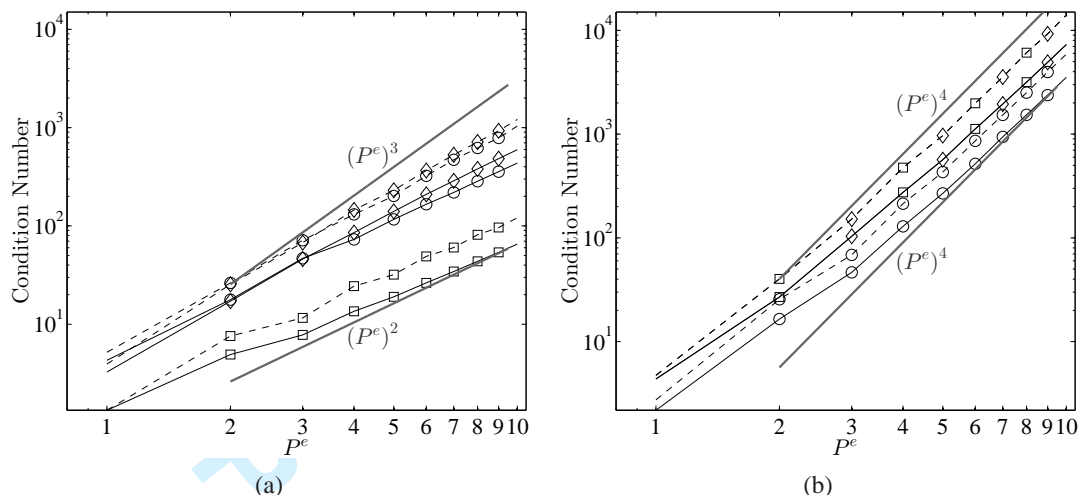 10^4
10^3
10^2
10^1
Condition Number
(P^e)^3
(P^e)^2
1 2 3 4 5 6 7 8 9 10
P^e
(a)
10^4
10^3
10^2
10^1
Condition Number
(P^e)^4
(P^e)^4
1 2 3 4 5 6 7 8 9 10
P^e
(b)